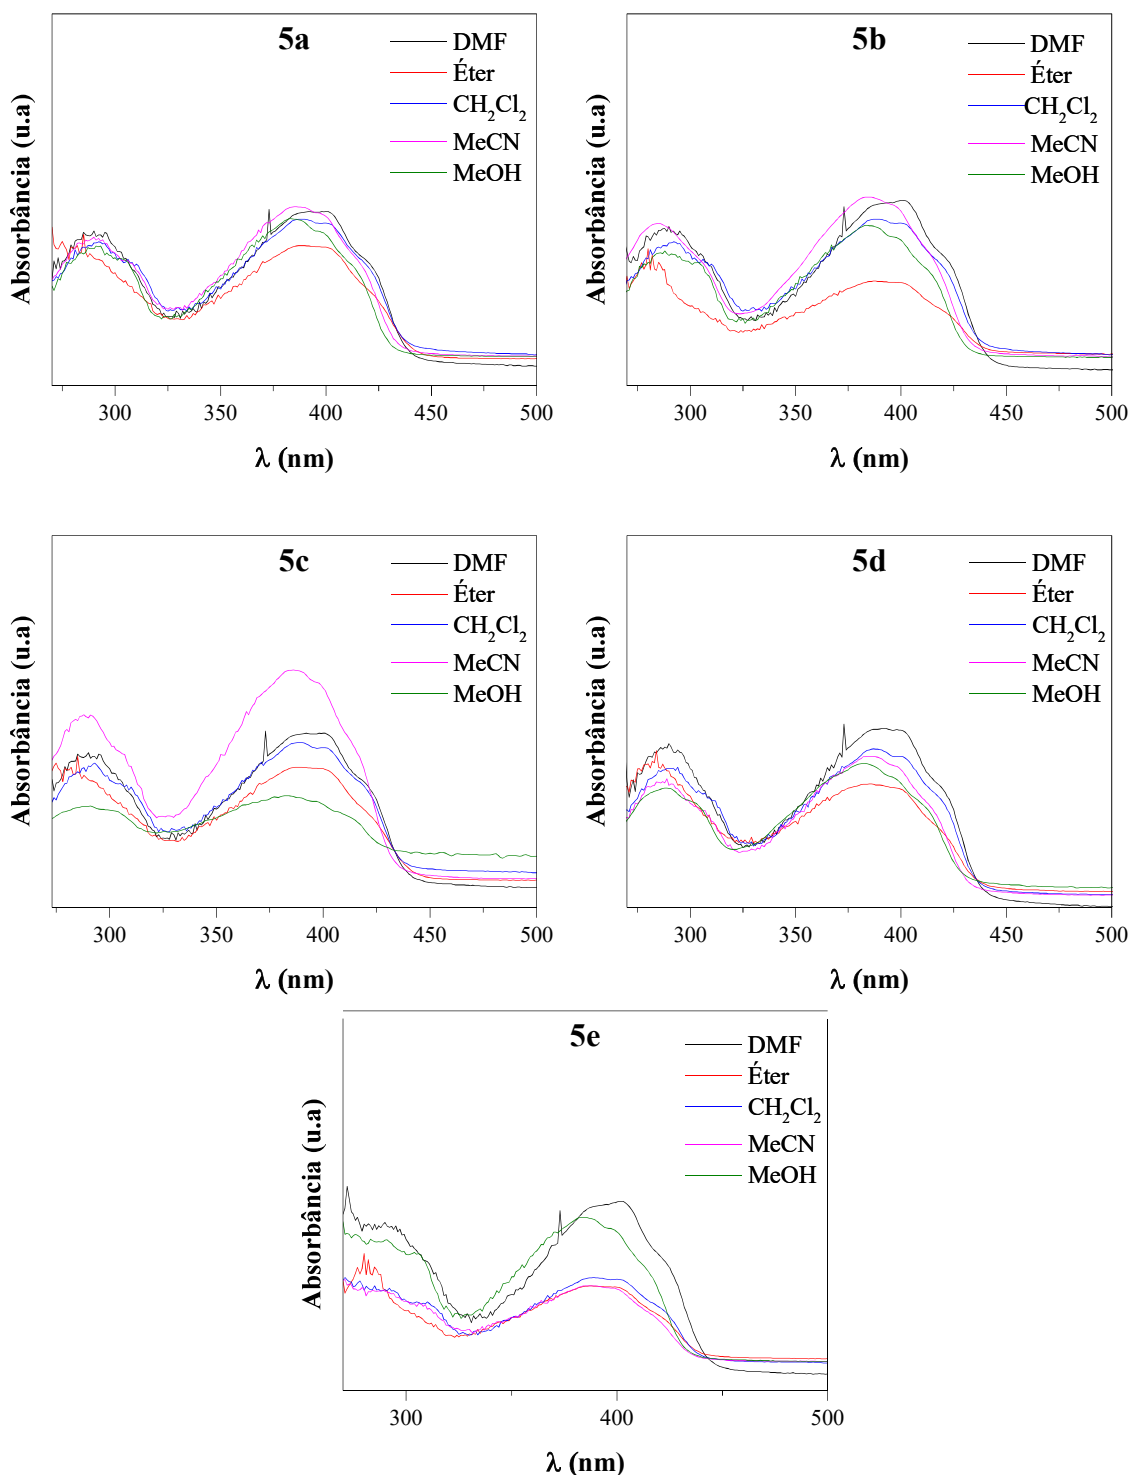 5a
DMF
Éter
CH₂Cl₂
MeCN
MeOH
Absorbância (u.a)
300 350 400 450 500
λ (nm)
5b
DMF
Éter
CH₂Cl₂
MeCN
MeOH
Absorbância (u.a)
300 350 400 450 500
λ (nm)
5c
DMF
Éter
CH₂Cl₂
MeCN
MeOH
Absorbância (u.a)
300 350 400 450 500
λ (nm)
5d
DMF
Éter
CH₂Cl₂
MeCN
MeOH
Absorbância (u.a)
300 350 400 450 500
λ (nm)
5e
DMF
Éter
CH₂Cl₂
MeCN
MeOH
Absorbância (u.a)
300 400 500
λ (nm)